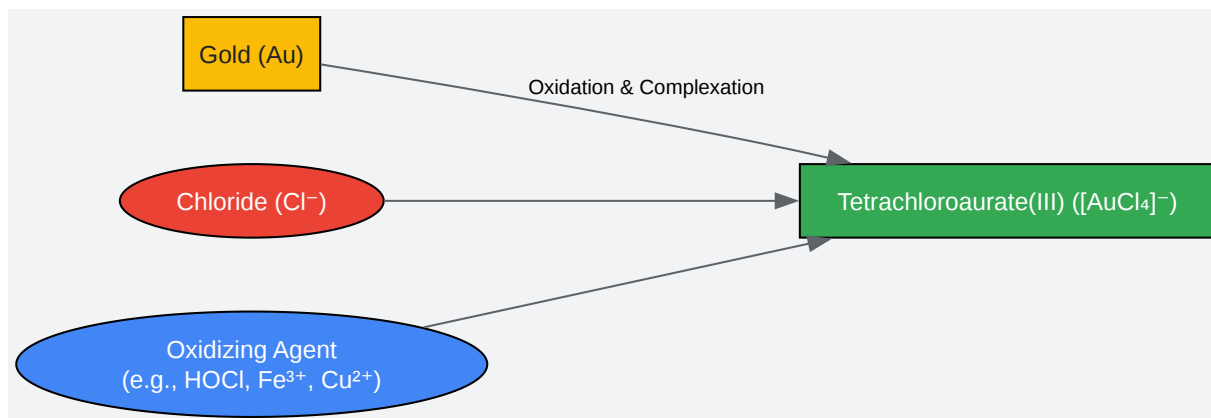 Gold (Au)
Oxidation & Complexation
Chloride (Cl⁻)
Tetrachloroaurate(III) ([AuCl₄]⁻)
Oxidizing Agent
(e.g., HOCl, Fe³⁺, Cu²⁺)